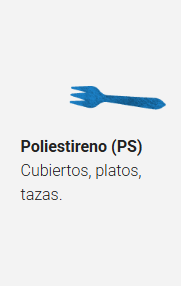 Poliestireno (PS)
Cubiertos, platos,
tazas.